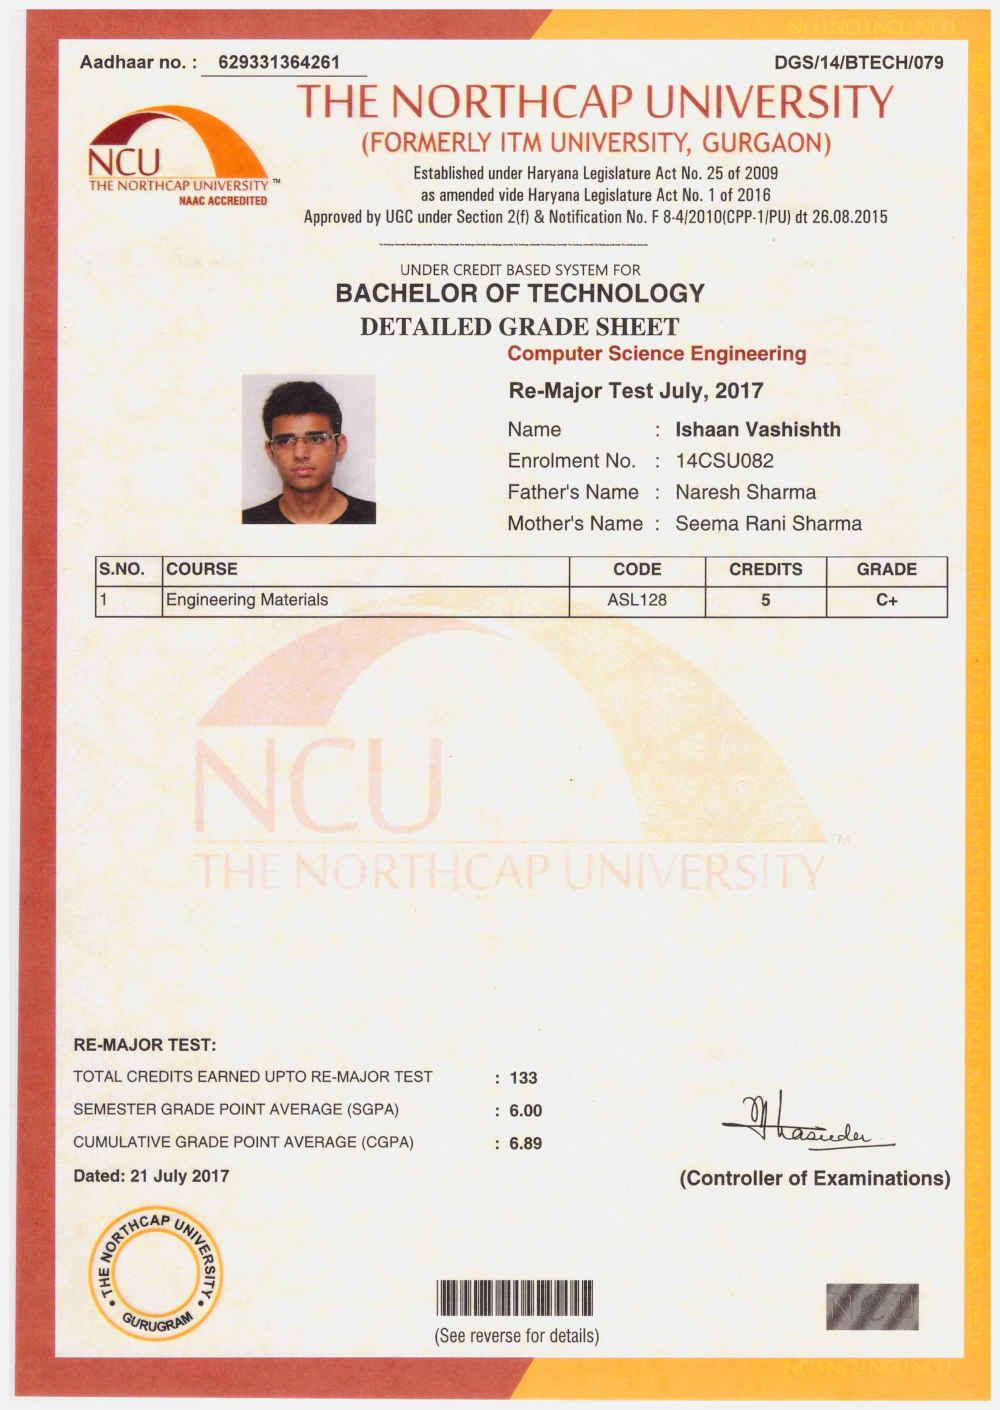 Aadhaar no. : 629331364261
DGS/14/BTECH/079
THE NORTHCAP UNIVERSITY
(FORMERLY ITM UNIVERSITY, GURGAON)
NCU
THE NORTHCAP UNIVERSITY ™
NAAC ACCREDITED
Established under Haryana Legislature Act No. 25 of 2009
as amended vide Haryana Legislature Act No. 1 of 2016
Approved by UGC under Section 2(f) & Notification No. F 8-4/2010(CPP-1/PU) dt 26.08.2015
UNDER CREDIT BASED SYSTEM FOR
BACHELOR OF TECHNOLOGY
DETAILED GRADE SHEET
Computer Science Engineering
Re-Major Test July, 2017
Name : Ishaan Vashishth
Enrolment No. : 14CSU082
Father's Name : Naresh Sharma
Mother's Name : Seema Rani Sharma
S.NO. COURSE CODE CREDITS GRADE
1 Engineering Materials ASL128 5 C+
NCU
THE NORTHCAP UNIVERSITY ™
RE-MAJOR TEST:
TOTAL CREDITS EARNED UPTO RE-MAJOR TEST : 133
SEMESTER GRADE POINT AVERAGE (SGPA) : 6.00
CUMULATIVE GRADE POINT AVERAGE (CGPA) : 6.89
Dated: 21 July 2017
(Controller of Examinations)
THE NORTHCAP UNIVERSITY
• GURUGRAM •
(See reverse for details)
NCU